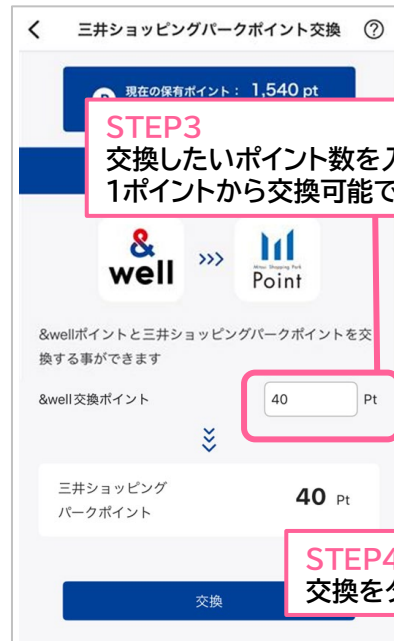 三井ショッピングパークポイント交換
現在の保有ポイント： 1,540 pt
STEP3
交換したいポイント数を
1ポイントから交換可能で
&
well
>>>
Mitsui Shopping Park
Point
&wellポイントと三井ショッピングパークポイントを交
換する事ができます
&well交換ポイント
40
Pt
三井ショッピング
パークポイント
40 Pt
STEP4
交換を
交換